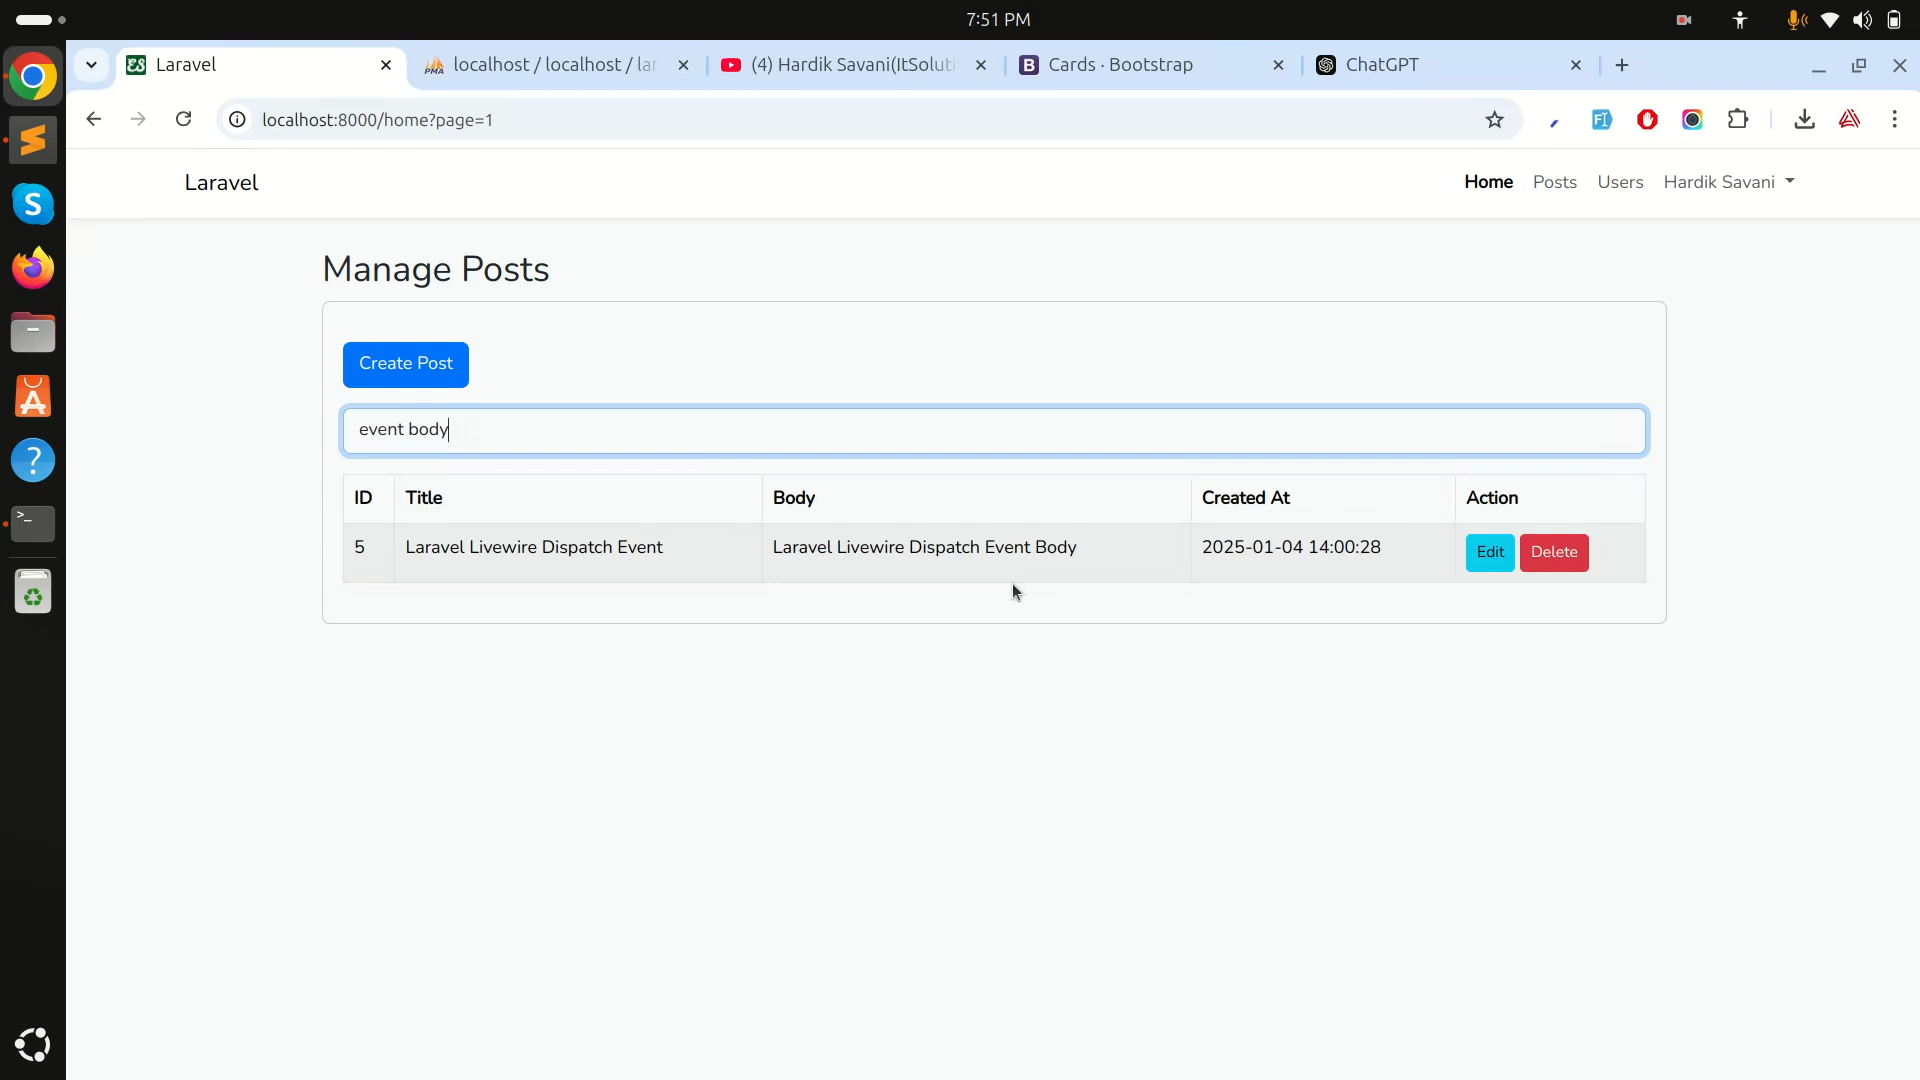 7:51 PM
Laravel
localhost / localhost / lar
(4) Hardik Savani(ItSoluti
Cards · Bootstrap
ChatGPT
localhost:8000/home?page=1
Laravel
Home Posts Users Hardik Savani
Manage Posts
Create Post
event body
ID Title Body Created At Action
5 Laravel Livewire Dispatch Event Laravel Livewire Dispatch Event Body 2025-01-04 14:00:28 Edit Delete